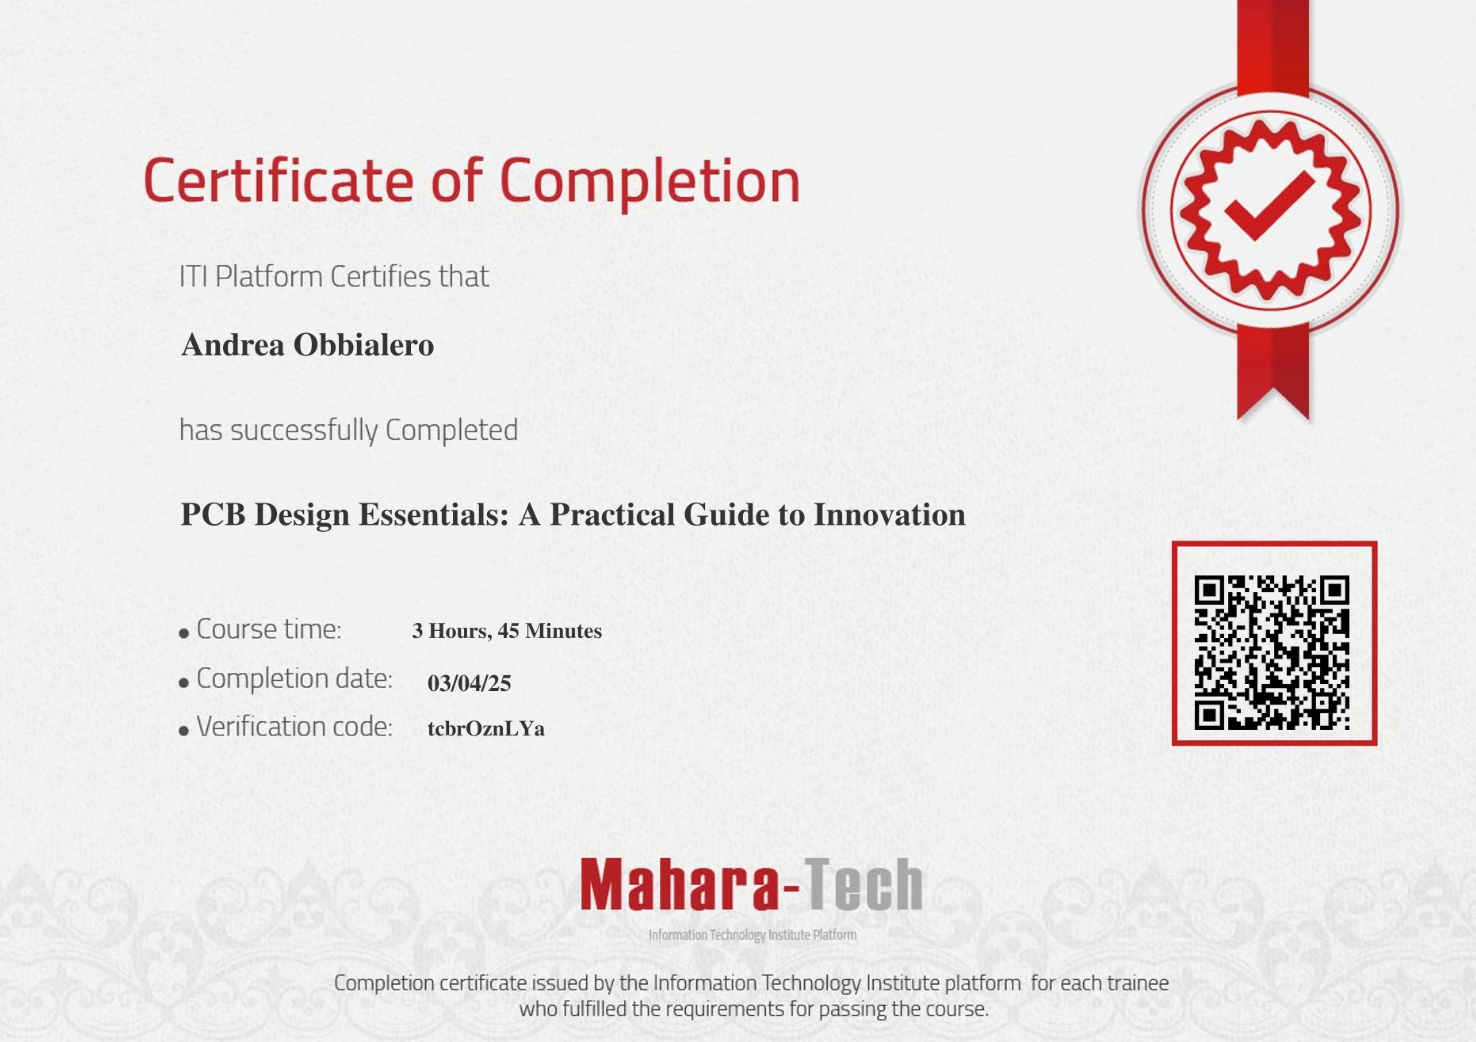 Certificate of Completion
ITI Platform Certifies that
Andrea Obbialero
has successfully Completed
PCB Design Essentials: A Practical Guide to Innovation
Course time: 3 Hours, 45 Minutes
Completion date: 03/04/25
Verification code: tcbrOznLYa
Mahara-Tech
Information Technology Institute Platform
Completion certificate issued by the Information Technology Institute platform for each trainee
who fulfilled the requirements for passing the course.